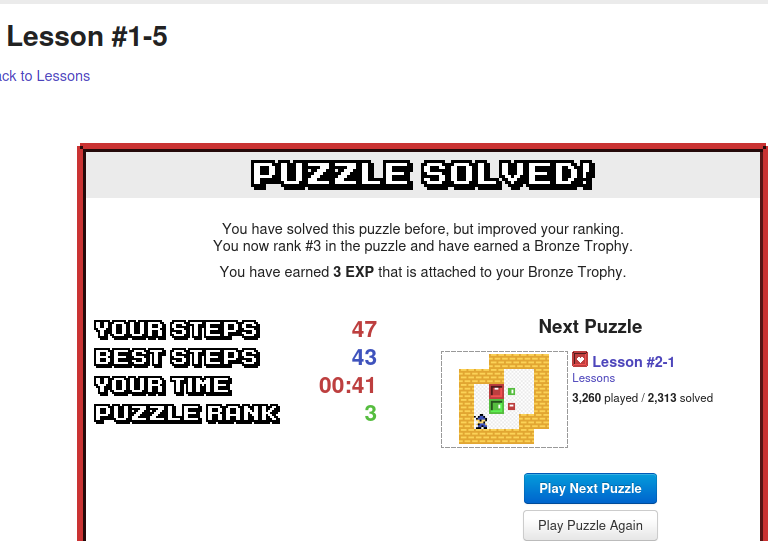 Lesson #1-5
ack to Lessons
PUZZLE SOLVED!
You have solved this puzzle before, but improved your ranking.
You now rank #3 in the puzzle and have earned a Bronze Trophy.
You have earned 3 EXP that is attached to your Bronze Trophy.
YOUR STEPS 47
BEST STEPS 43
YOUR TIME 00:41
PUZZLE RANK 3
Next Puzzle
Lesson #2-1
Lessons
3,260 played / 2,313 solved
Play Next Puzzle
Play Puzzle Again